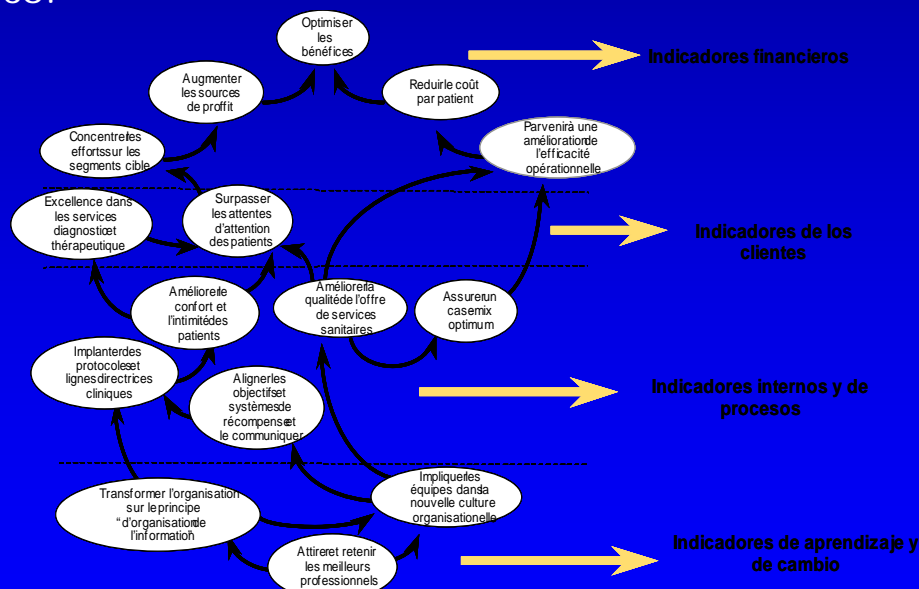 Optimiser
les
bénéfices
Indicadores financieros
Augmenter
les sources
de proffit
Reduirle coût
par patient
Concentrerles
effortssur les
segments cible
Parvenirà une
améliorationde
l'efficacité
opérationnelle
Excellence dans
les services
diagnosticet
thérapeutique
Surpasser
les attentes
d'attention
des patients
Indicadores de los
clientes
Améliorerle
confort et
l'intimitédes
patients
Améliorerla
qualitéde l'offre
de services
sanitaires
Assurerun
casemix
optimum
Implanterdes
protocoleset
lignesdirectrices
cliniques
Alignerles
objectifset
systèmesde
récompenseet
le communiquer
Indicadores internos y de
procesos
Transformer l'organisation
sur leprincipe
"d'organisationde
l'information"
Impliquerles
équipes dansla
nouvelle culture
organisationelle
Attireret retenir
les meilleurs
professionnels
Indicadores de aprendizaje y
de cambio